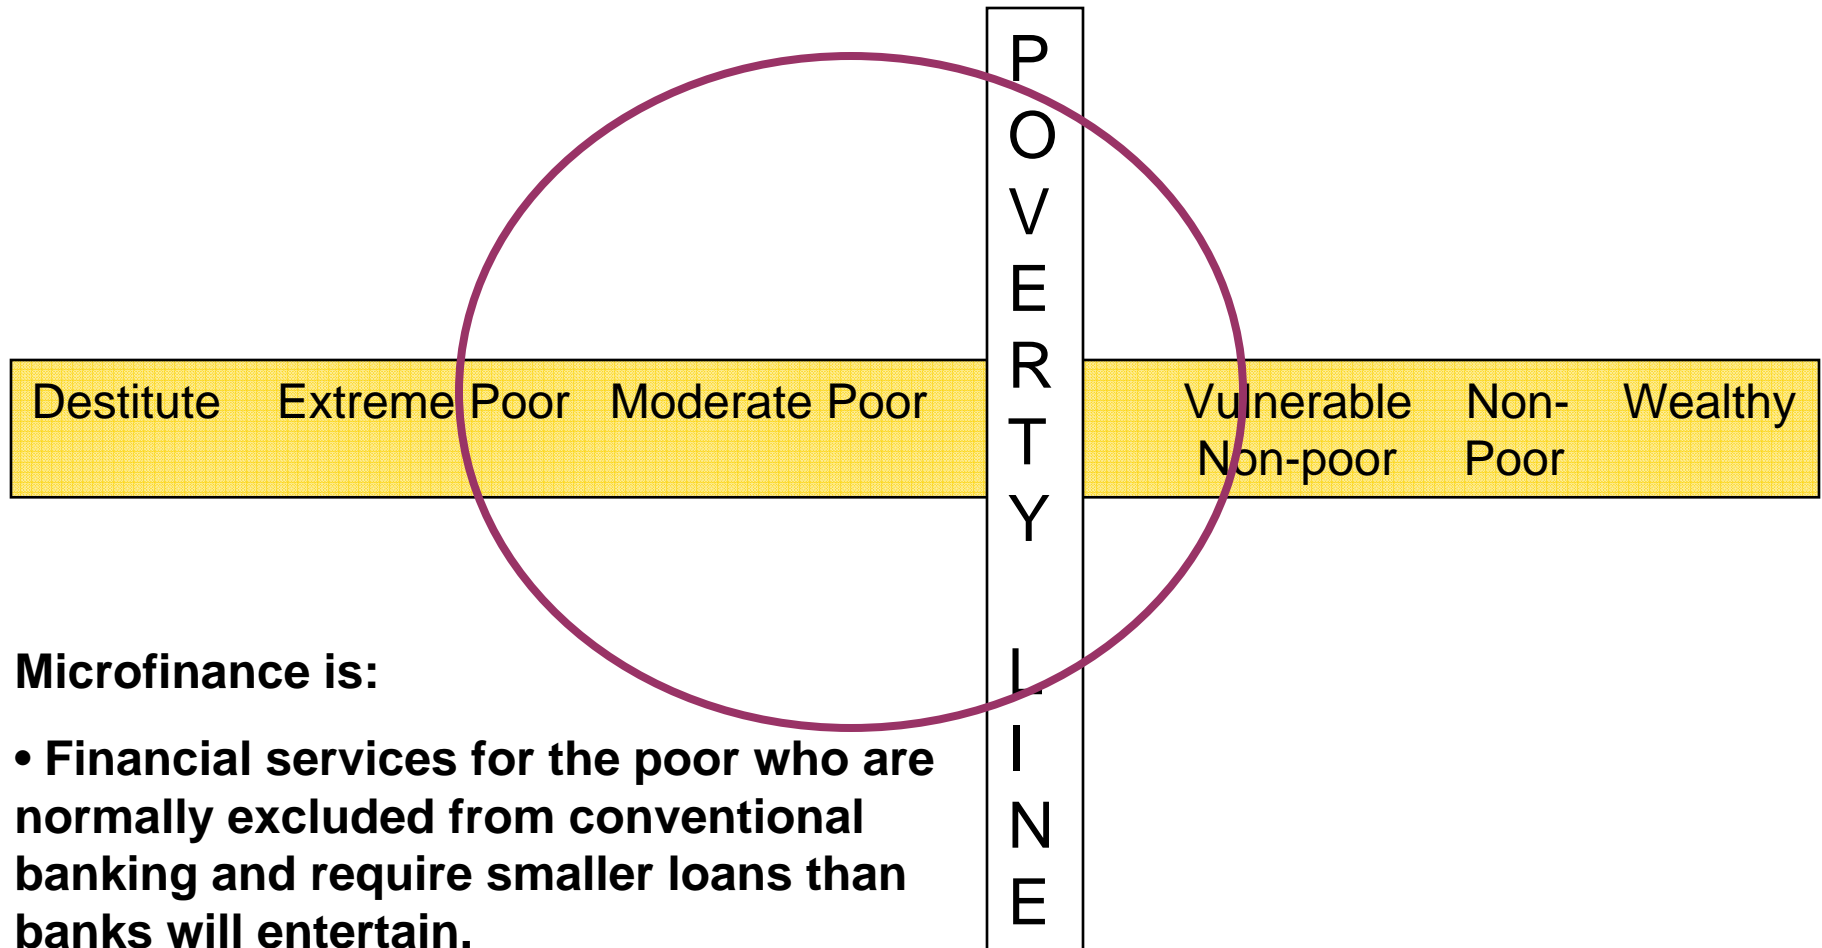 POVERTY LINE
Destitute Extreme Poor Moderate Poor Vulnerable Non- Wealthy
Non-poor Poor
Microfinance is:
• Financial services for the poor who are
normally excluded from conventional
banking and require smaller loans than
banks will entertain.